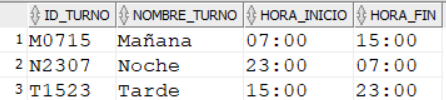 ID_TURNO NOMBRE_TURNO HORA_INICIO HORA_FIN
1 M0715 Mañana 07:00 15:00
2 N2307 Noche 23:00 07:00
3 T1523 Tarde 15:00 23:00